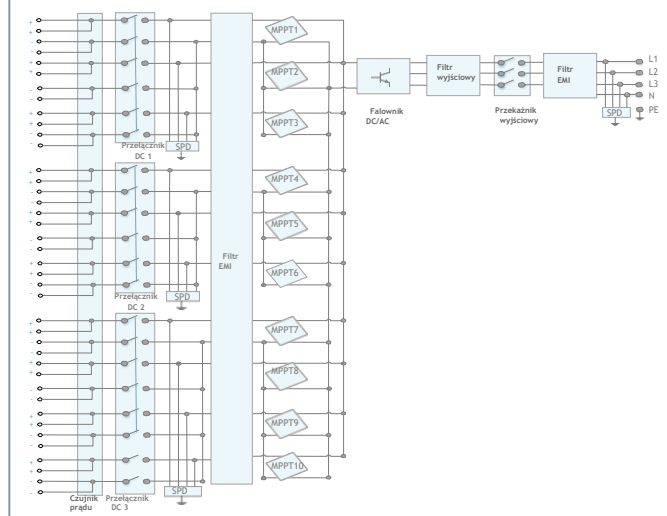 MPPT1
MPPT2
MPPT3
MPPT4
MPPT5
MPPT6
MPPT7
MPPT8
MPPT9
MPPT10
Przełącznik
DC 1
SPD
Przełącznik
DC 2
SPD
Czujnik
prądu
Przełącznik
DC 3
SPD
Filtr
EMI
Falownik
DC/AC
Filtr
wyjściowy
Przekaźnik
wyjściowy
Filtr
EMI
SPD
L1
L2
L3
N
PE